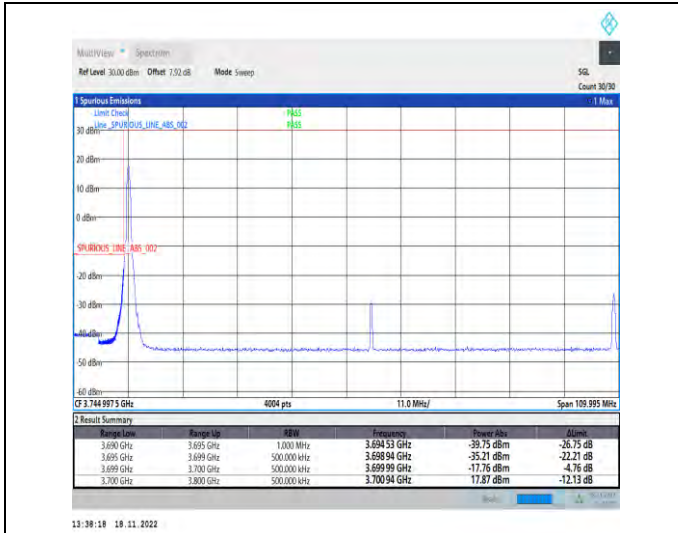 MultiView Spectrum
Ref Level 30.00 dBm Offset 7.92 dB Mode Sweep SGL
Count 30/30
1 Spurious Emissions 1 Max
Limit Check PASS
Line _SPURIOUS_LINE_ABS_002 PASS
30 dBm
20 dBm
10 dBm
0 dBm
_SPURIOUS_LINE_ABS_002
-20 dBm
-30 dBm
-40 dBm
-50 dBm
-60 dBm
CF 3.744 997 5 GHz 4004 pts 11.0 MHz/ Span 109.995 MHz
2 Result Summary
Range Low Range Up RBW Frequency Power Abs ΔLimit
3.690 GHz 3.695 GHz 1.000 MHz 3.694 53 GHz -39.75 dBm -26.75 dB
3.695 GHz 3.699 GHz 500.000 kHz 3.698 94 GHz -35.21 dBm -22.21 dB
3.699 GHz 3.700 GHz 500.000 kHz 3.699 99 GHz -17.76 dBm -4.76 dB
3.700 GHz 3.800 GHz 500.000 kHz 3.700 94 GHz 17.87 dBm -12.13 dB
13:38:18 18.11.2022